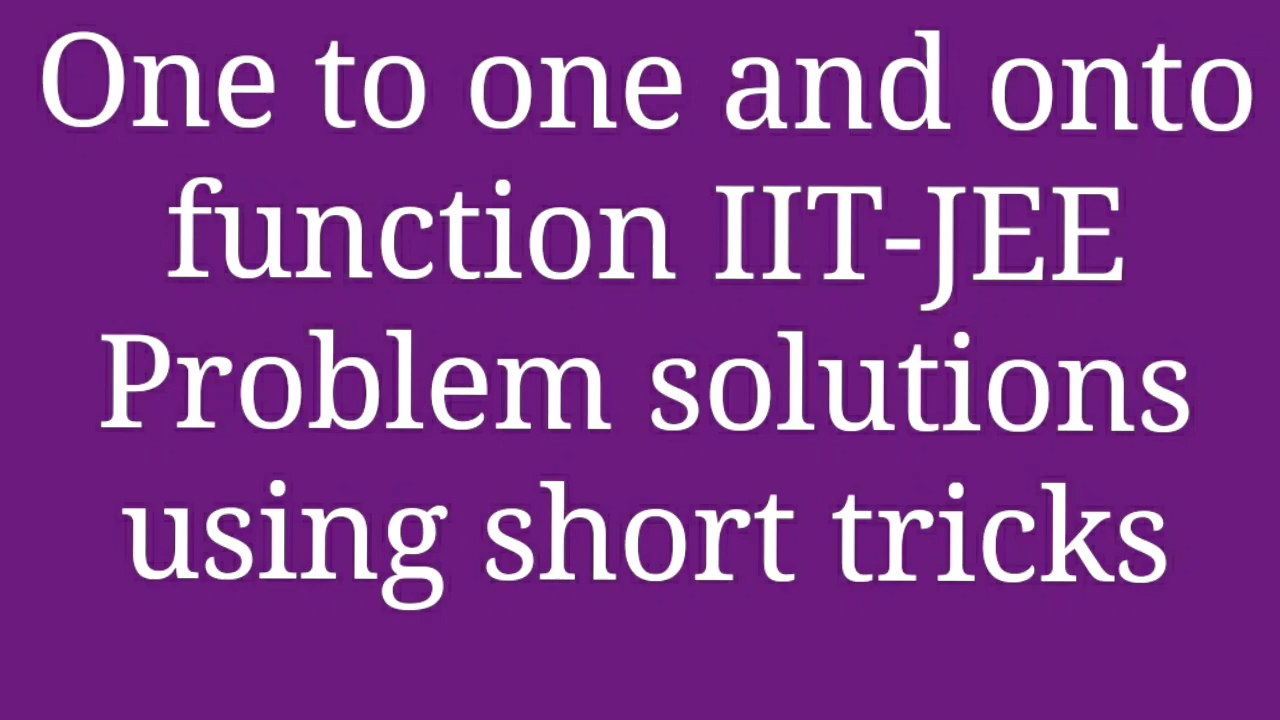 One to one and onto
function IIT-JEE
Problem solutions
using short tricks